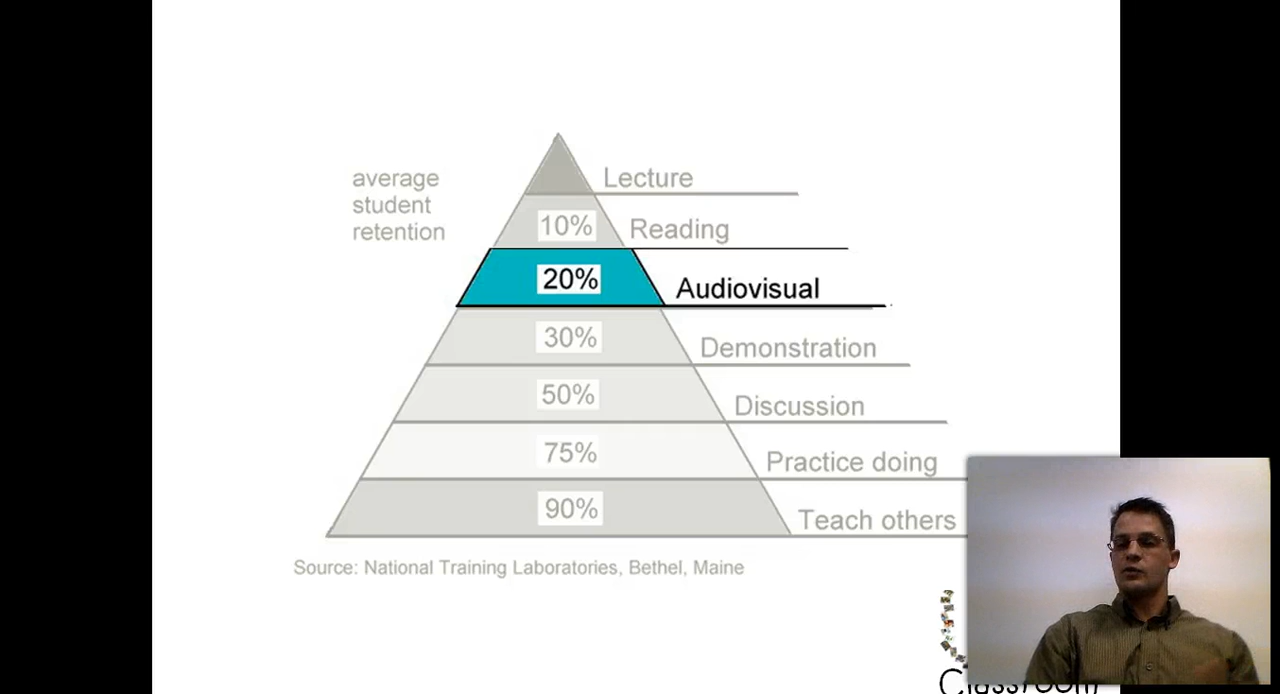 average
student
retention
Lecture
10% Reading
20% Audiovisual
30% Demonstration
50% Discussion
75% Practice doing
90% Teach others
Source: National Training Laboratories, Bethel, Maine
Classroom